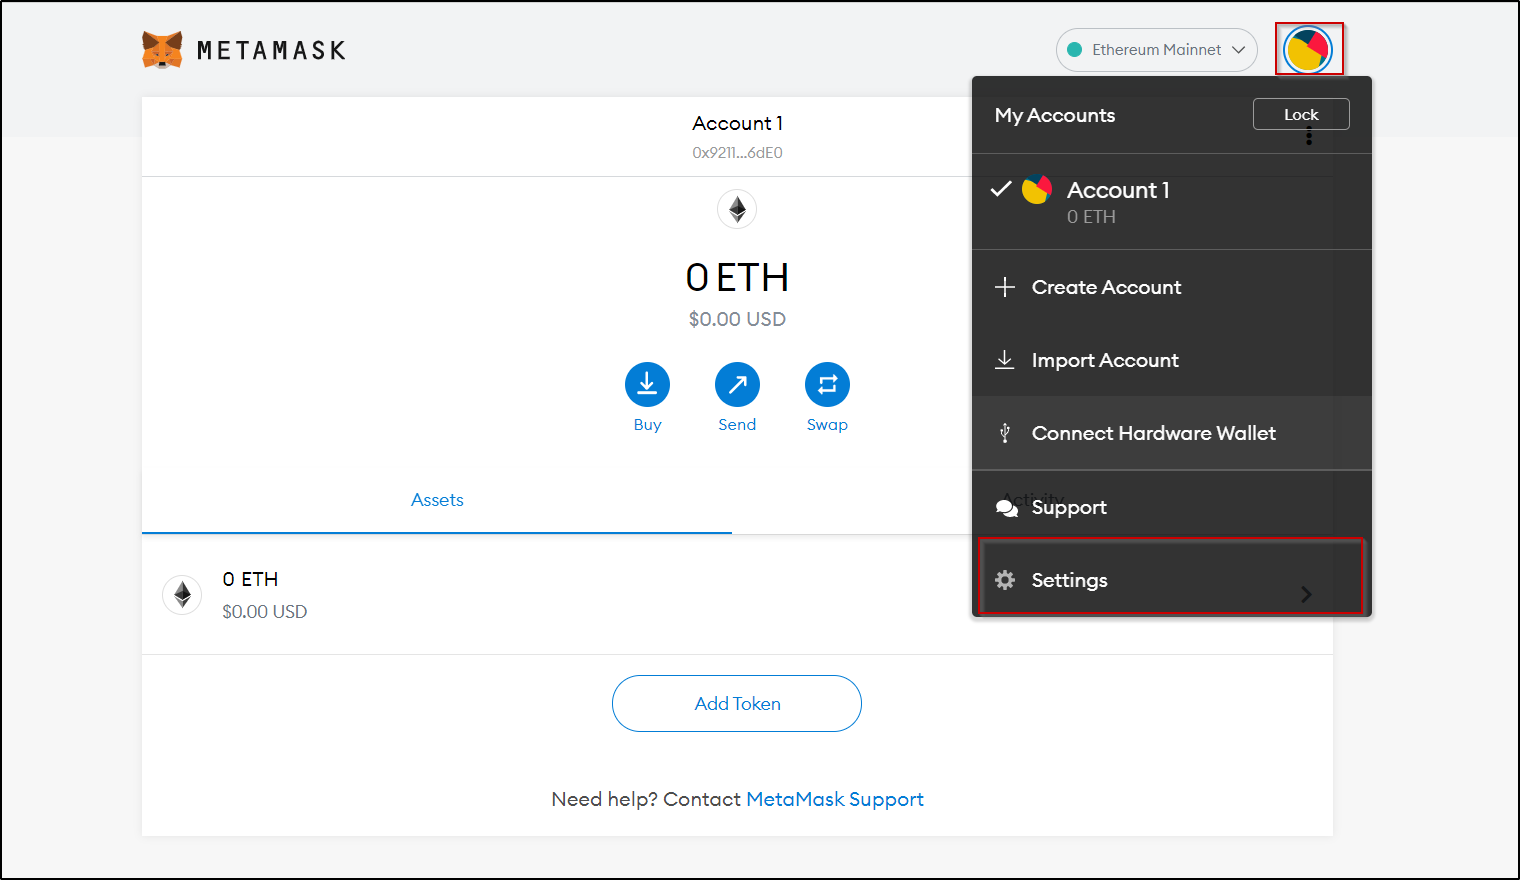 METAMASK
Ethereum Mainnet
Account 1
0x9211...6dE0
0 ETH
$0.00 USD
Buy
Send
Swap
Assets
Activity
0 ETH
$0.00 USD
Add Token
Need help? Contact MetaMask Support
My Accounts
Lock
Account 1
0 ETH
Create Account
Import Account
Connect Hardware Wallet
Support
Settings